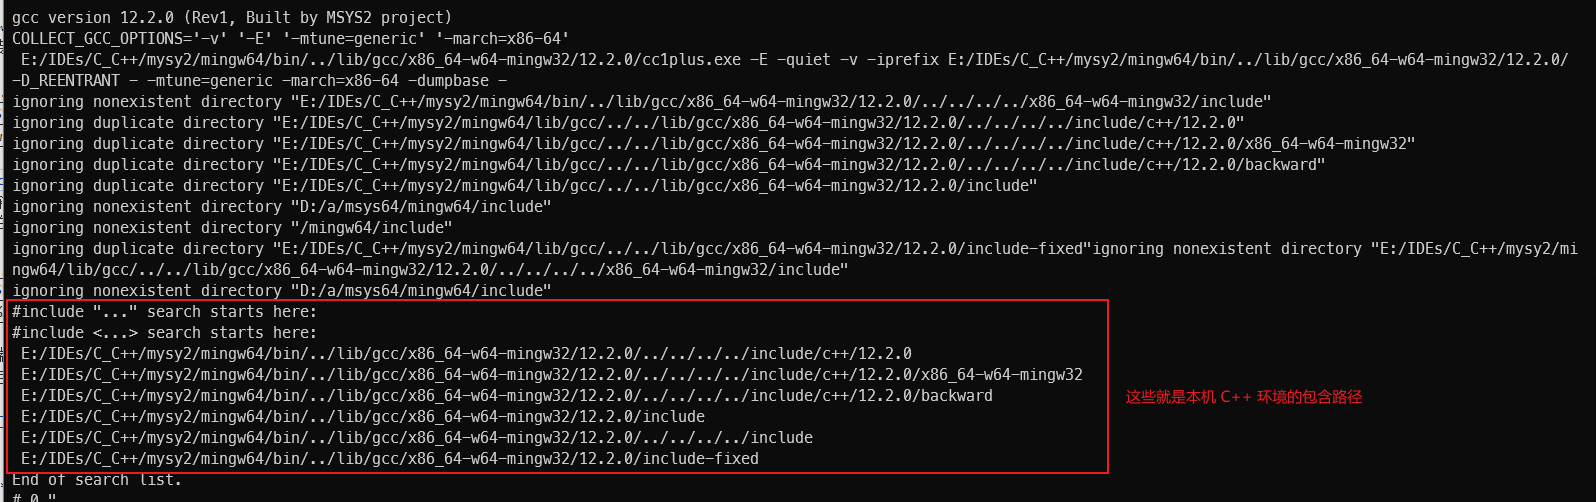 gcc version 12.2.0 (Rev1, Built by MSYS2 project)
COLLECT_GCC_OPTIONS='-v' '-E' '-mtune=generic' '-march=x86-64'
E:/IDEs/C_C++/mysy2/mingw64/bin/../lib/gcc/x86_64-w64-mingw32/12.2.0/cc1plus.exe -E -quiet -v -iprefix E:/IDEs/C_C++/mysy2/mingw64/bin/../lib/gcc/x86_64-w64-mingw32/12.2.0/
-D_REENTRANT - -mtune=generic -march=x86-64 -dumpbase -
ignoring nonexistent directory "E:/IDEs/C_C++/mysy2/mingw64/bin/../lib/gcc/x86_64-w64-mingw32/12.2.0/../../../../x86_64-w64-mingw32/include"
ignoring duplicate directory "E:/IDEs/C_C++/mysy2/mingw64/lib/gcc/../../lib/gcc/x86_64-w64-mingw32/12.2.0/../../../../include/c++/12.2.0"
ignoring duplicate directory "E:/IDEs/C_C++/mysy2/mingw64/lib/gcc/../../lib/gcc/x86_64-w64-mingw32/12.2.0/../../../../include/c++/12.2.0/x86_64-w64-mingw32"
ignoring duplicate directory "E:/IDEs/C_C++/mysy2/mingw64/lib/gcc/../../lib/gcc/x86_64-w64-mingw32/12.2.0/../../../../include/c++/12.2.0/backward"
ignoring duplicate directory "E:/IDEs/C_C++/mysy2/mingw64/lib/gcc/../../lib/gcc/x86_64-w64-mingw32/12.2.0/include"
ignoring nonexistent directory "D:/a/msys64/mingw64/include"
ignoring nonexistent directory "/mingw64/include"
ignoring duplicate directory "E:/IDEs/C_C++/mysy2/mingw64/lib/gcc/../../lib/gcc/x86_64-w64-mingw32/12.2.0/include-fixed"ignoring nonexistent directory "E:/IDEs/C_C++/mysy2/mi
ngw64/lib/gcc/../../lib/gcc/x86_64-w64-mingw32/12.2.0/../../../../x86_64-w64-mingw32/include"
ignoring nonexistent directory "D:/a/msys64/mingw64/include"
#include "..." search starts here:
#include <...> search starts here:
E:/IDEs/C_C++/mysy2/mingw64/bin/../lib/gcc/x86_64-w64-mingw32/12.2.0/../../../../include/c++/12.2.0
E:/IDEs/C_C++/mysy2/mingw64/bin/../lib/gcc/x86_64-w64-mingw32/12.2.0/../../../../include/c++/12.2.0/x86_64-w64-mingw32
E:/IDEs/C_C++/mysy2/mingw64/bin/../lib/gcc/x86_64-w64-mingw32/12.2.0/../../../../include/c++/12.2.0/backward
这些就是本机 C++ 环境的包含路径
E:/IDEs/C_C++/mysy2/mingw64/bin/../lib/gcc/x86_64-w64-mingw32/12.2.0/include
E:/IDEs/C_C++/mysy2/mingw64/bin/../lib/gcc/x86_64-w64-mingw32/12.2.0/../../../../include
E:/IDEs/C_C++/mysy2/mingw64/bin/../lib/gcc/x86_64-w64-mingw32/12.2.0/include-fixed
End of search list.
# 0 "